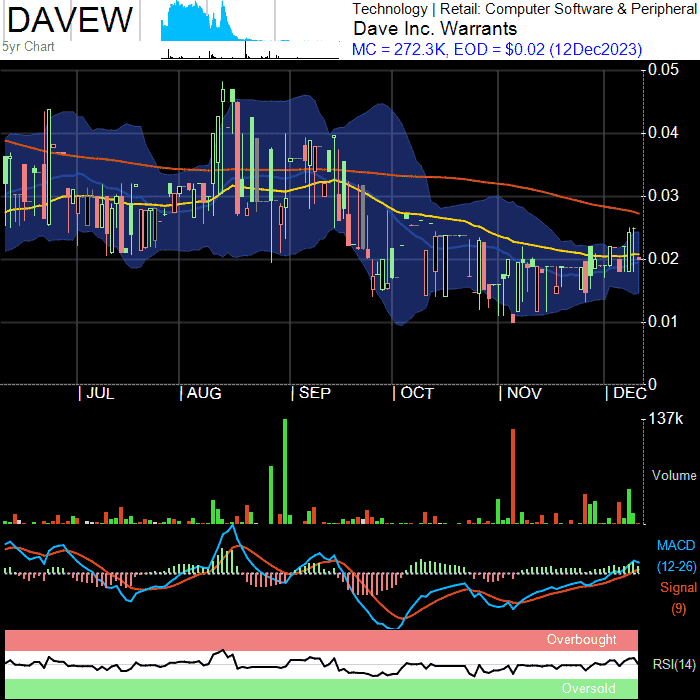 DAVEW
5yr Chart
Technology | Retail: Computer Software & Peripheral
Dave Inc. Warrants
MC = 272.3K, EOD = $0.02 (12Dec2023)
0.05
0.04
0.03
0.02
0.01
0
| JUL | AUG | SEP | OCT | NOV | DEC
137k
Volume
MACD
(12-26)
Signal
(9)
Overbought
RSI(14)
Oversold